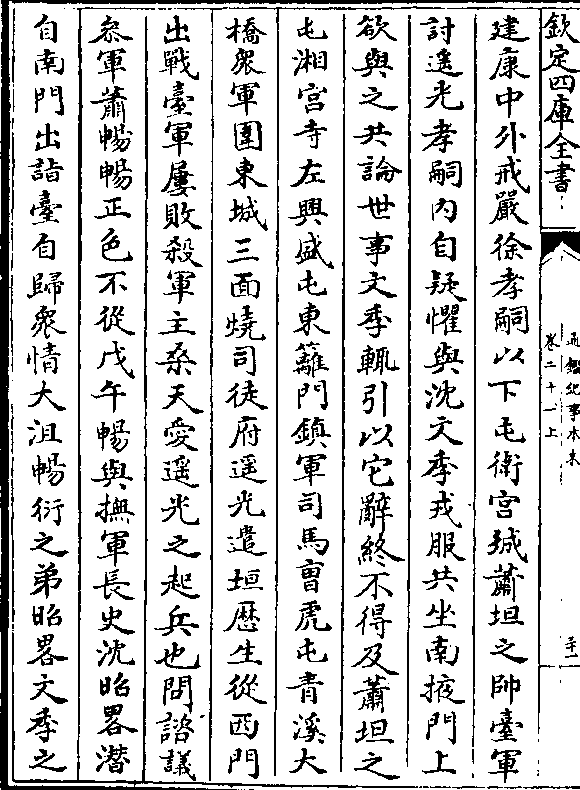 欽定四庫全書
通鑑紀事本末
卷二十一上
建康中外戒嚴徐孝嗣以下屯衛宮城蕭坦之帥臺軍
討遥光孝嗣内自疑懼與沈文季戎服共坐南掖門上
欲與之共論世事文季輒引以它辭終不得及蕭坦之
屯湘宮寺左興盛屯東籬門鎮軍司馬曹虎屯青溪大
橋衆軍圍東城三面燒司徒府遥光遣垣歴生從西門
出戰臺軍屢敗殺軍主桑天愛遥光之起兵也問諮議
叅軍蕭暢暢正色不從戊午暢與撫軍長史沈昭畧潜
自南門出詣臺自歸衆情大沮暢衍之弟昭畧文季之